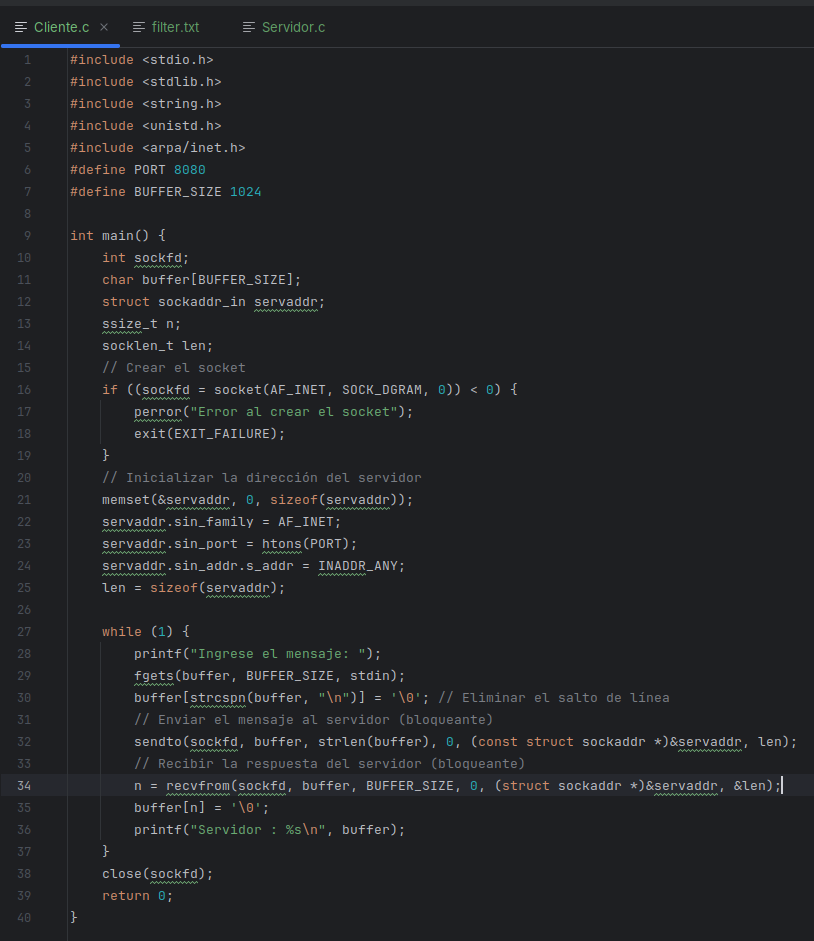 Cliente.c × filter.txt Servidor.c
1 #include <stdio.h>
2 #include <stdlib.h>
3 #include <string.h>
4 #include <unistd.h>
5 #include <arpa/inet.h>
6 #define PORT 8080
7 #define BUFFER_SIZE 1024
8
9 int main() {
10     int sockfd;
11     char buffer[BUFFER_SIZE];
12     struct sockaddr_in servaddr;
13     ssize_t n;
14     socklen_t len;
15     // Crear el socket
16     if ((sockfd = socket(AF_INET, SOCK_DGRAM, 0)) < 0) {
17         perror("Error al crear el socket");
18         exit(EXIT_FAILURE);
19     }
20     // Inicializar la dirección del servidor
21     memset(&servaddr, 0, sizeof(servaddr));
22     servaddr.sin_family = AF_INET;
23     servaddr.sin_port = htons(PORT);
24     servaddr.sin_addr.s_addr = INADDR_ANY;
25     len = sizeof(servaddr);
26
27     while (1) {
28         printf("Ingrese el mensaje: ");
29         fgets(buffer, BUFFER_SIZE, stdin);
30         buffer[strcspn(buffer, "\n")] = '\0'; // Eliminar el salto de línea
31         // Enviar el mensaje al servidor (bloqueante)
32         sendto(sockfd, buffer, strlen(buffer), 0, (const struct sockaddr *)&servaddr, len);
33         // Recibir la respuesta del servidor (bloqueante)
34         n = recvfrom(sockfd, buffer, BUFFER_SIZE, 0, (struct sockaddr *)&servaddr, &len);
35         buffer[n] = '\0';
36         printf("Servidor : %s\n", buffer);
37     }
38     close(sockfd);
39     return 0;
40 }